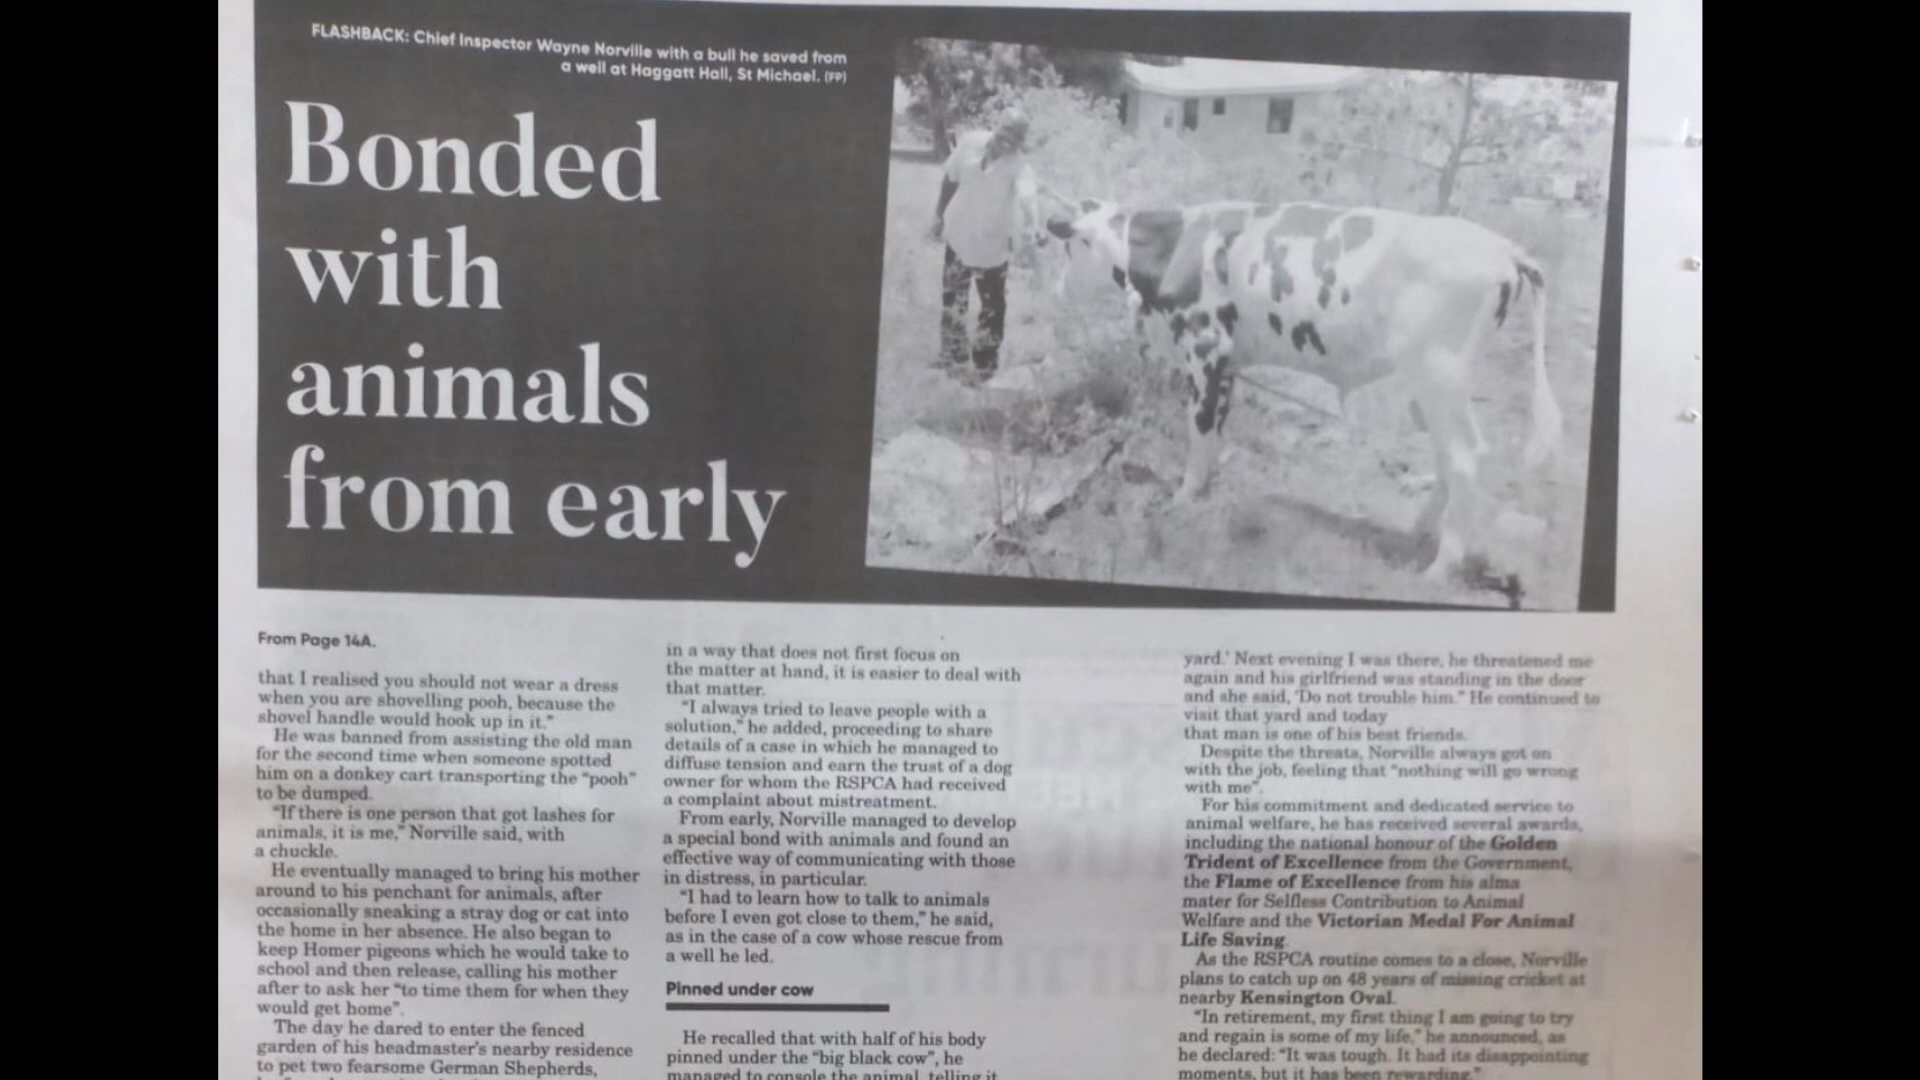 FLASHBACK: Chief Inspector Wayne Norville with a bull he saved from
a well at Haggatt Hall, St Michael. (FP)
Bonded
with
animals
from early
From Page 14A.
that I realised you should not wear a dress
when you are shovelling pooh, because the
shovel handle would hook up in it."
He was banned from assisting the old man
for the second time when someone spotted
him on a donkey cart transporting the "pooh"
to be dumped.
"If there is one person that got lashes for
animals, it is me," Norville said, with
a chuckle.
He eventually managed to bring his mother
around to his penchant for animals, after
occasionally sneaking a stray dog or cat into
the home in her absence. He also began to
keep Homer pigeons which he would take to
school and then release, calling his mother
after to ask her "to time them for when they
would get home".
The day he dared to enter the fenced
garden of his headmaster's nearby residence
to pet two fearsome German Shepherds,
in a way that does not first focus on
the matter at hand, it is easier to deal with
that matter.
"I always tried to leave people with a
solution," he added, proceeding to share
details of a case in which he managed to
diffuse tension and earn the trust of a dog
owner for whom the RSPCA had received
a complaint about mistreatment.
From early, Norville managed to develop
a special bond with animals and found an
effective way of communicating with those
in distress, in particular.
"I had to learn how to talk to animals
before I even got close to them," he said,
as in the case of a cow whose rescue from
a well he led.
Pinned under cow
He recalled that with half of his body
pinned under the "big black cow", he
managed to console the animal, telling it
yard.' Next evening I was there, he threatened me
again and his girlfriend was standing in the door
and she said, 'Do not trouble him." He continued to
visit that yard and today
that man is one of his best friends.
Despite the threats, Norville always got on
with the job, feeling that "nothing will go wrong
with me".
For his commitment and dedicated service to
animal welfare, he has received several awards,
including the national honour of the Golden
Trident of Excellence from the Government,
the Flame of Excellence from his alma
mater for Selfless Contribution to Animal
Welfare and the Victorian Medal For Animal
Life Saving.
As the RSPCA routine comes to a close, Norville
plans to catch up on 48 years of missing cricket at
nearby Kensington Oval.
"In retirement, my first thing I am going to try
and regain is some of my life," he announced, as
he declared: "It was tough. It had its disappointing
moments, but it has been rewarding."